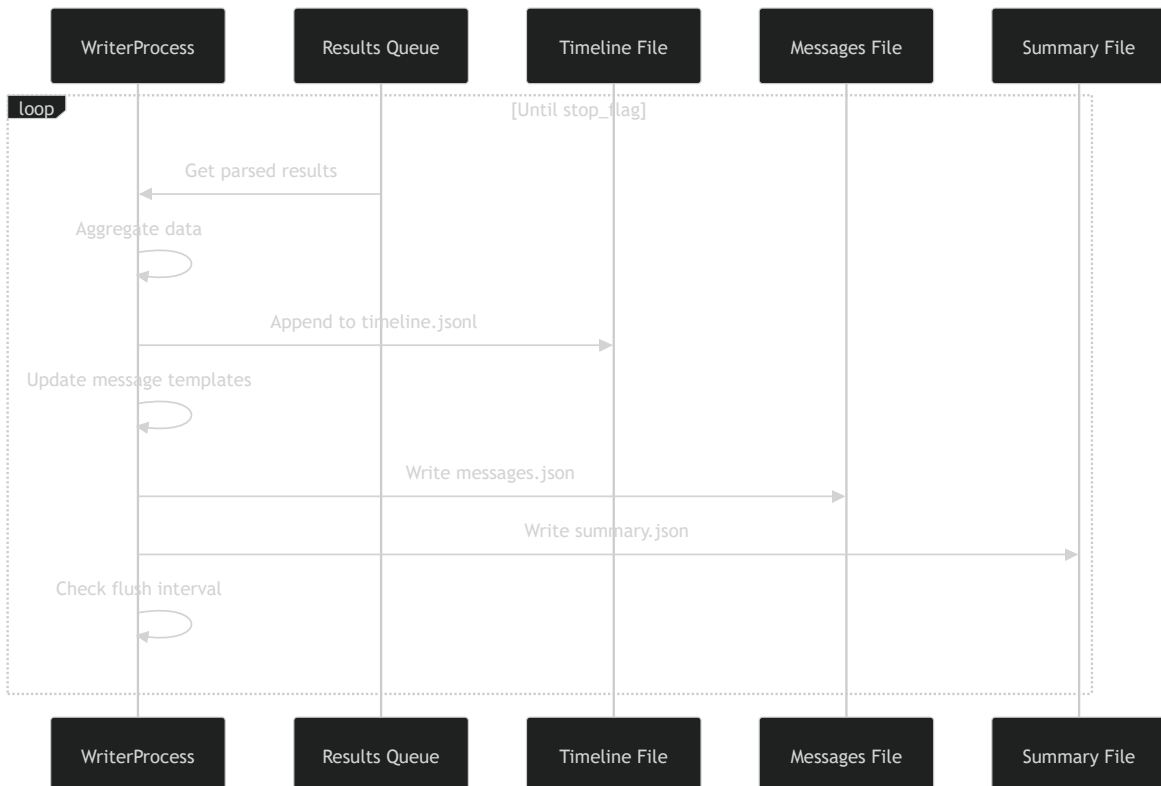 WriterProcess
Results Queue
Timeline File
Messages File
Summary File
loop
[Until stop_flag]
Get parsed results
Aggregate data
Append to timeline.jsonl
Update message templates
Write messages.json
Write summary.json
Check flush interval
WriterProcess
Results Queue
Timeline File
Messages File
Summary File